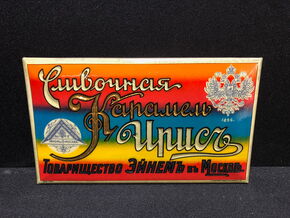 Сливочная
Карамель
1896.
Ирисъ
Товарищество ЭЙНЕМЪ въ Москвѣ.